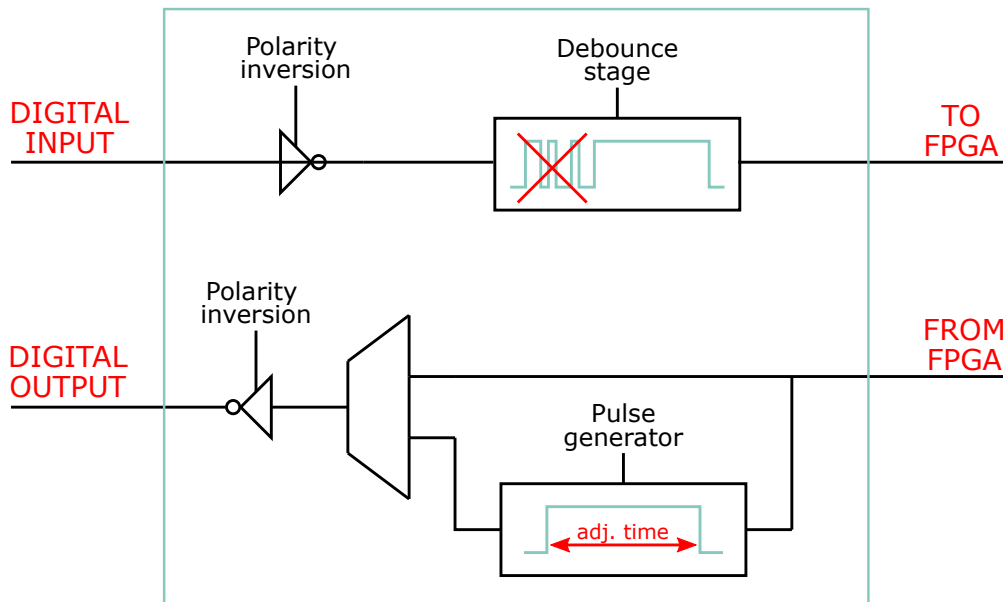 Polarity
inversion
Debounce
stage
DIGITAL
INPUT
TO
FPGA
Polarity
inversion
DIGITAL
OUTPUT
FROM
FPGA
Pulse
generator
adj. time